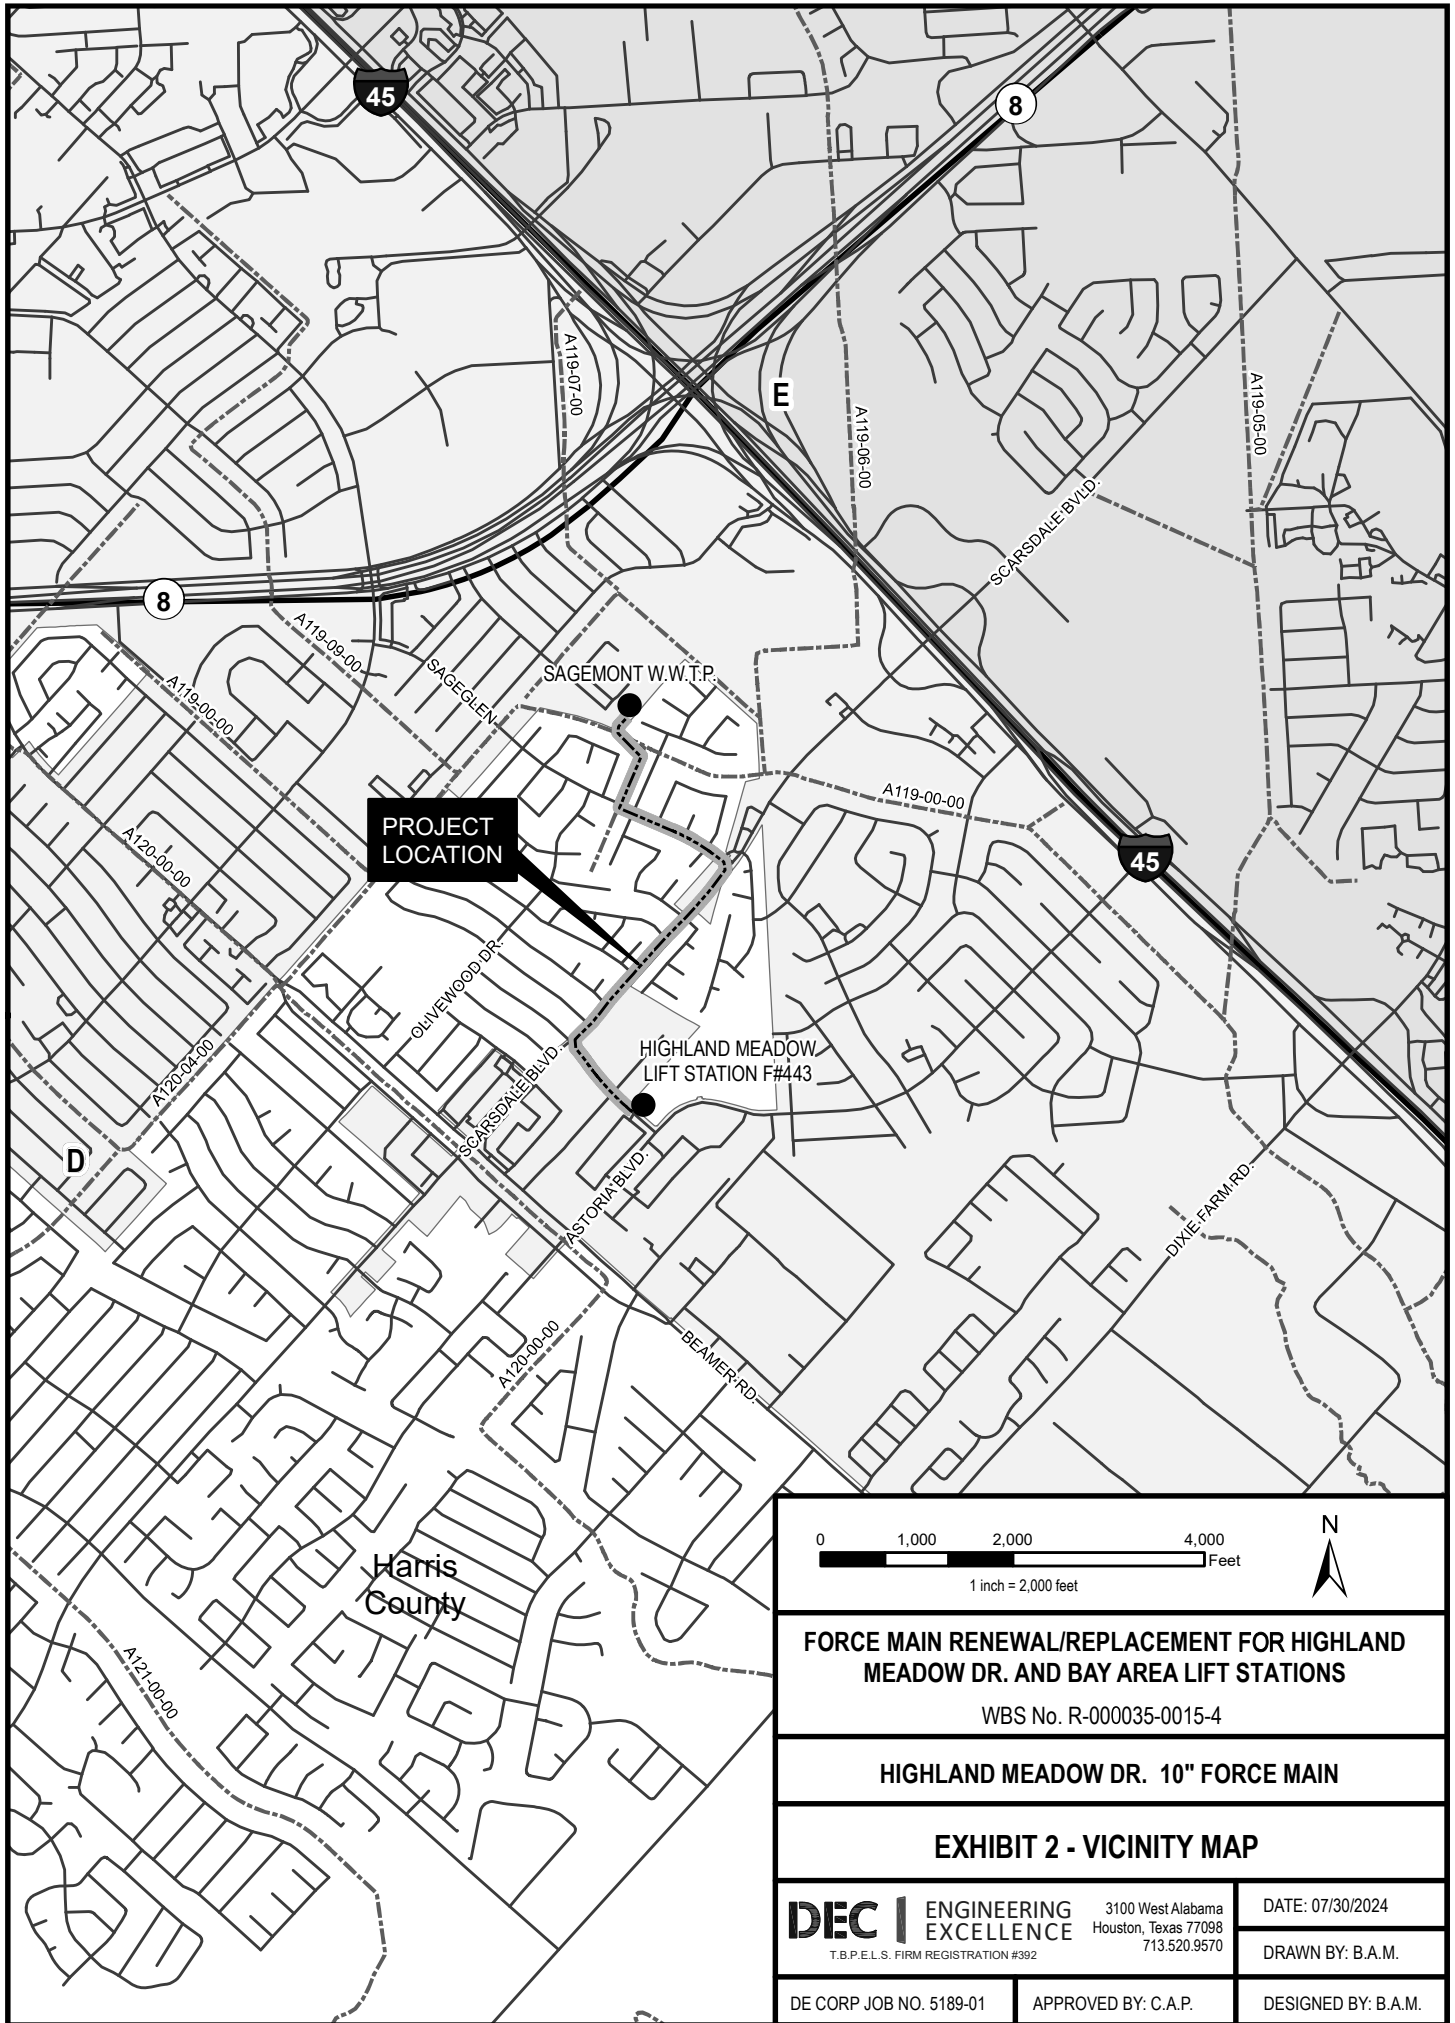 45
8
A119-07-00
E
A119-06-00
A119-05-00
SCARSDALE BVLD.
8
A119-09-00
SAGEGLEN
SAGEMONT W.W.T.P.
A119-00-00
A119-00-00
PROJECT
LOCATION
A120-00-00
45
OLIVEWOOD DR.
HIGHLAND MEADOW
LIFT STATION F#443
A120-04-00
SCARSDALE BLVD.
D
ASTORIA BLVD.
DIXIE FARM RD.
A120-00-00
BEAMER RD.
Harris
County
A121-00-00
0 1,000 2,000 4,000
Feet
1 inch = 2,000 feet
N
FORCE MAIN RENEWAL/REPLACEMENT FOR HIGHLAND
MEADOW DR. AND BAY AREA LIFT STATIONS
WBS No. R-000035-0015-4
HIGHLAND MEADOW DR. 10" FORCE MAIN
EXHIBIT 2 - VICINITY MAP
DEC ENGINEERING
EXCELLENCE
T.B.P.E.L.S. FIRM REGISTRATION #392
3100 West Alabama
Houston, Texas 77098
713.520.9570
DATE: 07/30/2024
DRAWN BY: B.A.M.
DE CORP JOB NO. 5189-01
APPROVED BY: C.A.P.
DESIGNED BY: B.A.M.